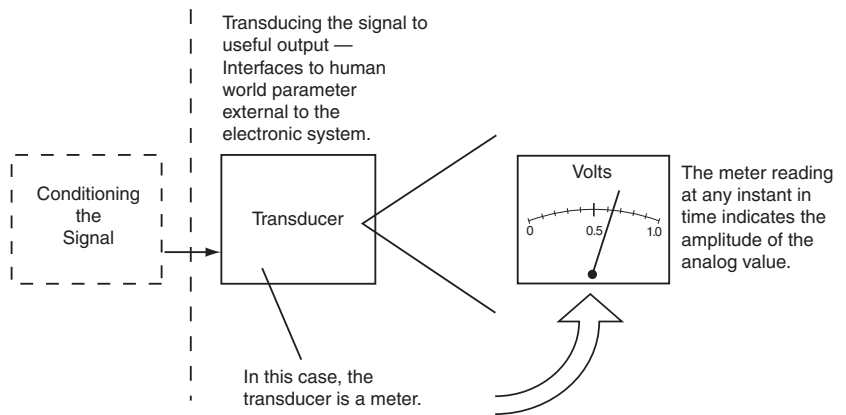 Transducing the signal to
useful output —
Interfaces to human
world parameter
external to the
electronic system.
Conditioning
the
Signal
Transducer
Volts
0
0.5
1.0
The meter reading
at any instant in
time indicates the
amplitude of the
analog value.
In this case, the
transducer is a meter.